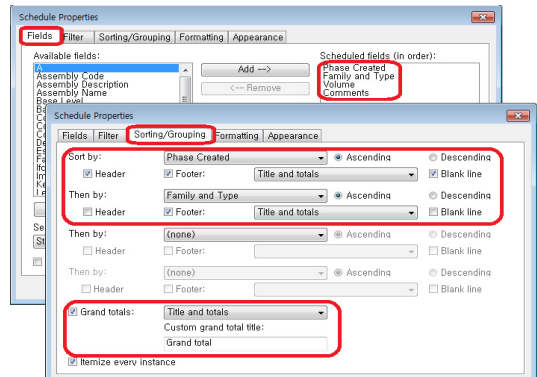 Schedule Properties
Fields Filter Sorting/Grouping Formatting Appearance
Available fields:
Scheduled fields (in order):
A
Assembly Code
Assembly Description
Assembly Name
Base Level
Add -->
<-- Remove
Phase Created
Family and Type
Volume
Comments
Schedule Properties
Fields Filter Sorting/Grouping Formatting Appearance
Sort by: Phase Created Ascending Descending
Header Footer: Title and totals Blank line
Then by: Family and Type Ascending Descending
Header Footer: Title and totals Blank line
Then by: (none) Ascending Descending
Header Footer: Blank line
Then by: (none) Ascending Descending
Header Footer: Blank line
Grand totals: Title and totals
Custom grand total title:
Grand total
Itemize every instance